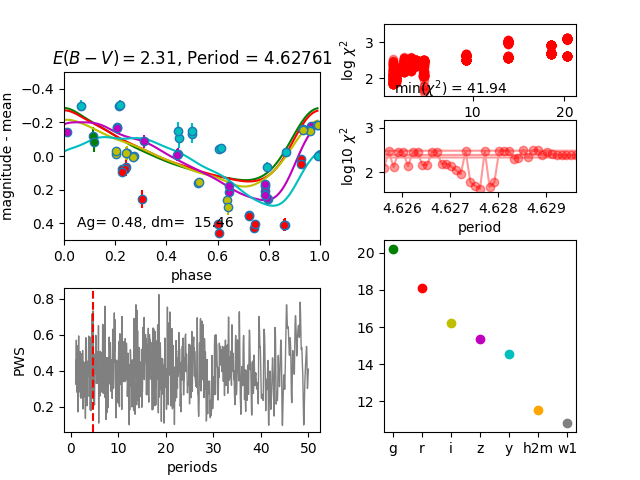 E(B − V) = 2.31, Period = 4.62761
magnitude - mean
−0.4
−0.2
0.0
0.2
0.4
Ag= 0.48, dm=  15.46
0.0 0.2 0.4 0.6 0.8 1.0
phase
log χ²
3
2
min(χ²) = 41.94
10 20
log10 χ²
3
2
4.626 4.627 4.628 4.629
period
PWS
0.8
0.6
0.4
0.2
0 10 20 30 40 50
periods
20
18
16
14
12
g r i z y h2m w1